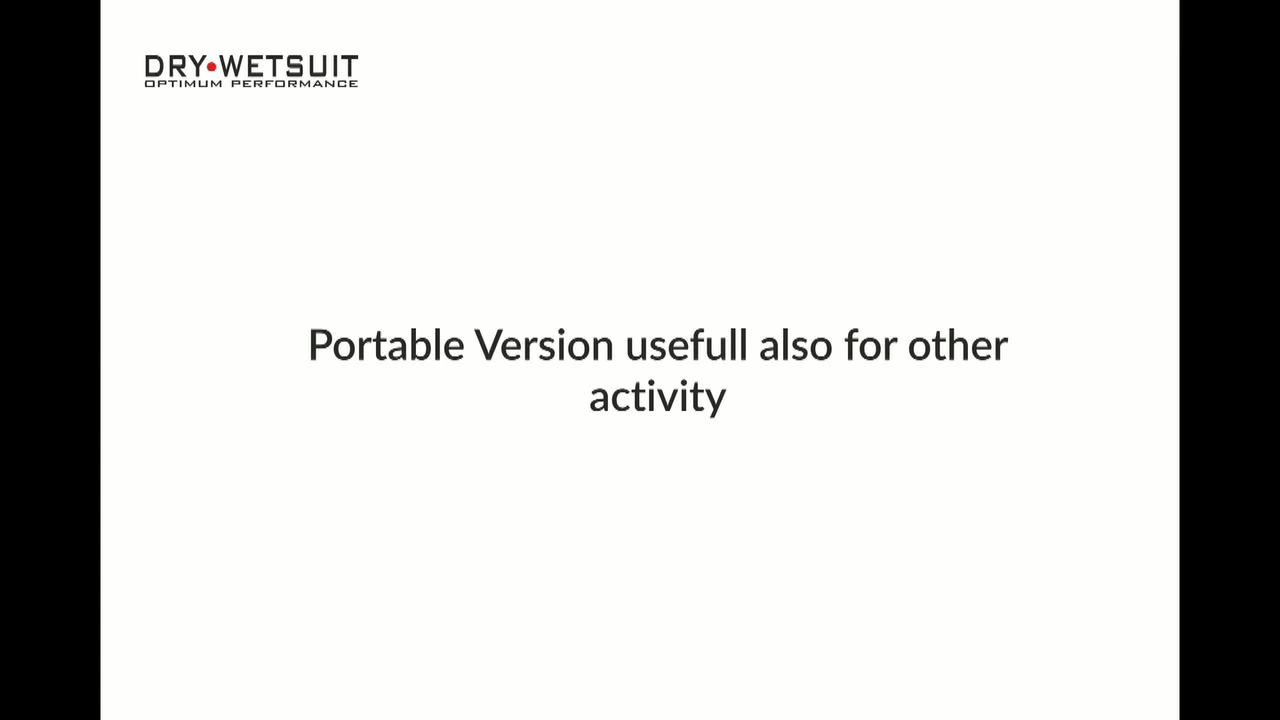 DRY•WETSUIT
OPTIMUM PERFORMANCE
Portable Version usefull also for other
activity